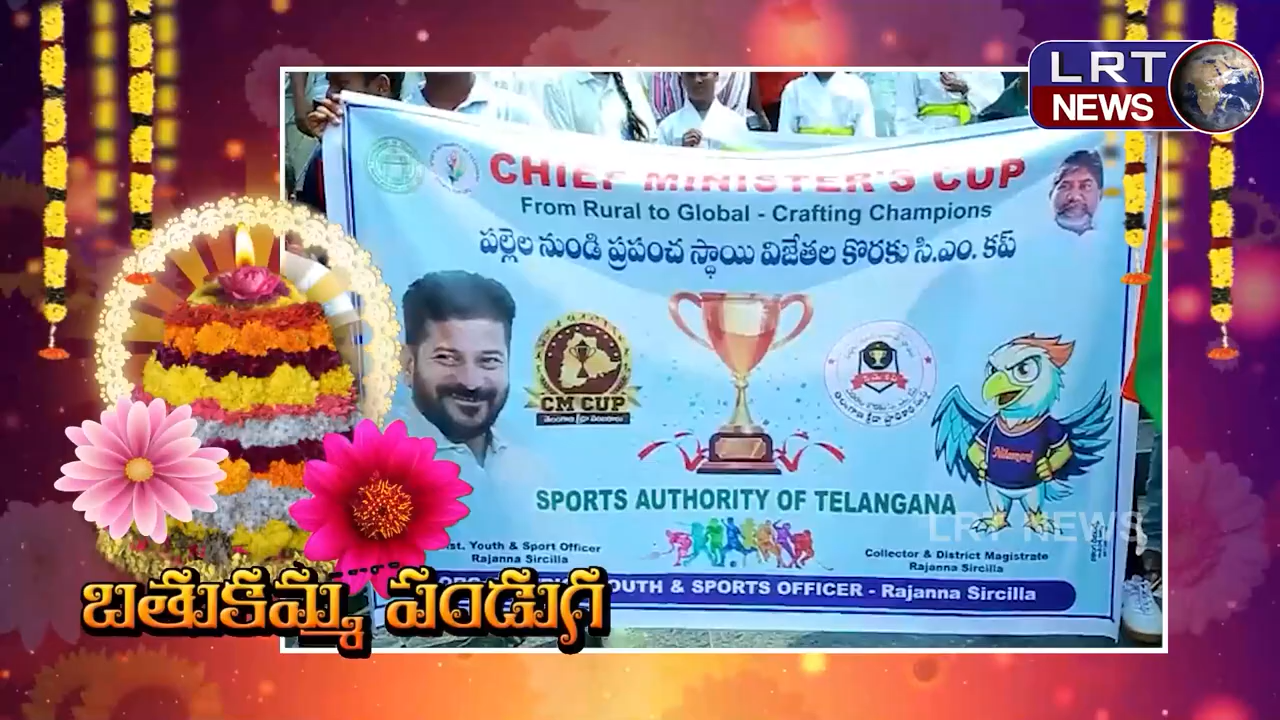 LRT
NEWS
CHIEF MINISTER'S CUP
From Rural to Global - Crafting Champions
పల్లెల నుండి ప్రపంచ స్థాయి విజేతల కొరకు సి.ఎం. కప్
CM CUP
Nilamani
SPORTS AUTHORITY OF TELANGANA
LRT NEWS
Youth & Sport Officer
Rajanna Sircilla
Collector & District Magistrate
Rajanna Sircilla
YOUTH & SPORTS OFFICER - Rajanna Sircilla
బతుకమ్మ పండుగ